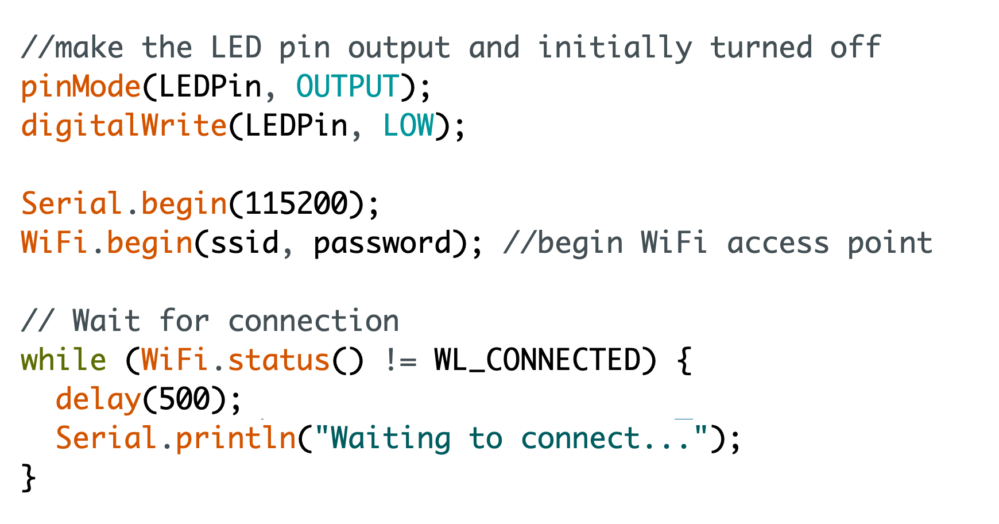 //make the LED pin output and initially turned off
pinMode(LEDPin, OUTPUT);
digitalWrite(LEDPin, LOW);
Serial.begin(115200);
WiFi.begin(ssid, password); //begin WiFi access point
// Wait for connection
while (WiFi.status() != WL_CONNECTED) {
  delay(500);
  Serial.println("Waiting to connect...");
}